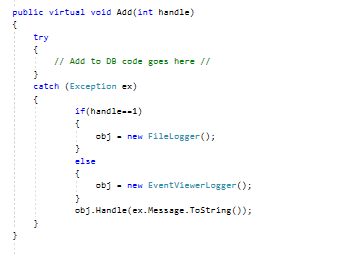 public virtual void Add(int handle)
{
try
{
// Add to DB code goes here //
}
catch (Exception ex)
{
if(handle==1)
{
obj = new FileLogger();
}
else
{
obj = new EventViewerLogger();
}
obj.Handle(ex.Message.ToString());
}
}